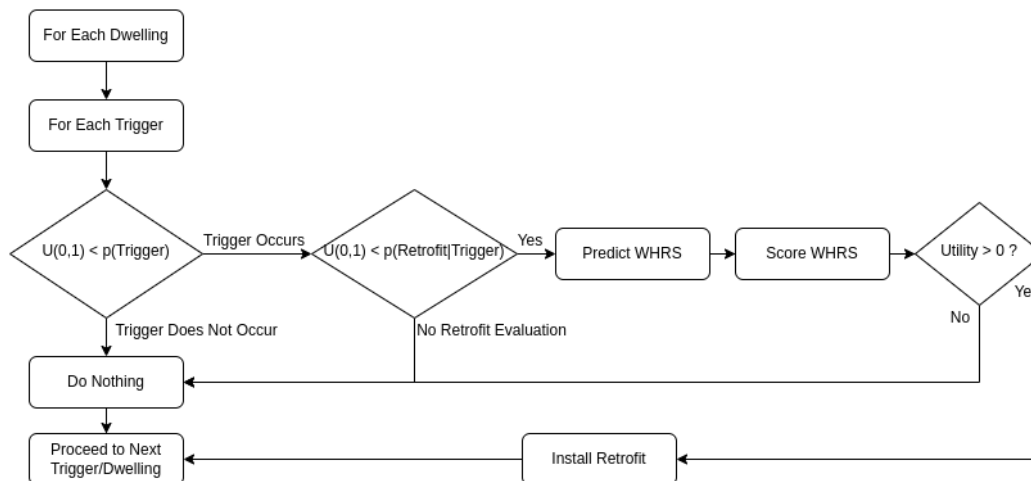 For Each Dwelling
For Each Trigger
U(0,1) < p(Trigger)
Trigger Occurs
U(0,1) < p(Retrofit|Trigger)
Yes
Predict WHRS
Score WHRS
Utility > 0 ?
Ye
No
Trigger Does Not Occur
No Retrofit Evaluation
Do Nothing
Proceed to Next
Trigger/Dwelling
Install Retrofit